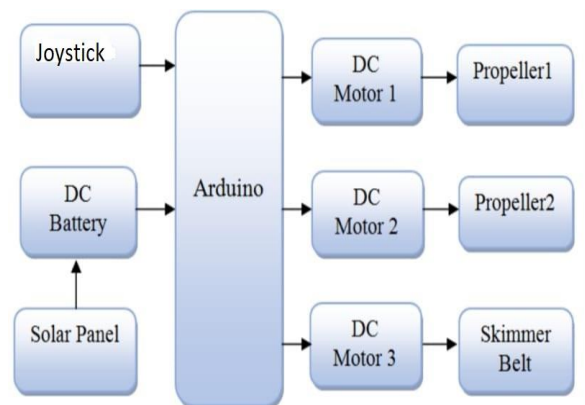 Joystick
DC
Battery
Solar Panel
Arduino
DC
Motor 1
Propeller1
DC
Motor 2
Propeller2
DC
Motor 3
Skimmer
Belt